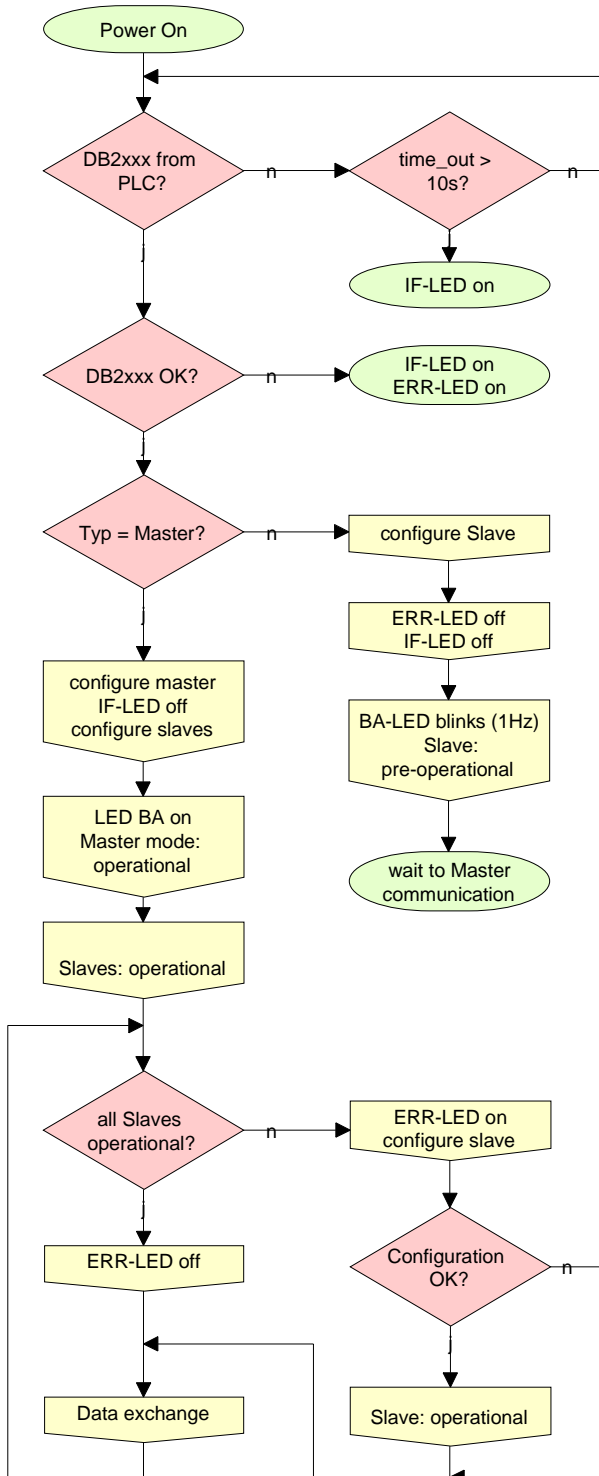 Power On
DB2xxx from
PLC?
n
time_out >
10s?
n
j
j
IF-LED on
DB2xxx OK?
n
IF-LED on
ERR-LED on
j
Typ = Master?
n
configure Slave
j
ERR-LED off
IF-LED off
configure master
IF-LED off
configure slaves
BA-LED blinks (1Hz)
Slave:
pre-operational
LED BA on
Master mode:
operational
wait to Master
communication
Slaves: operational
all Slaves
operational?
n
ERR-LED on
configure slave
j
ERR-LED off
Configuration
OK?
n
j
Data exchange
Slave: operational